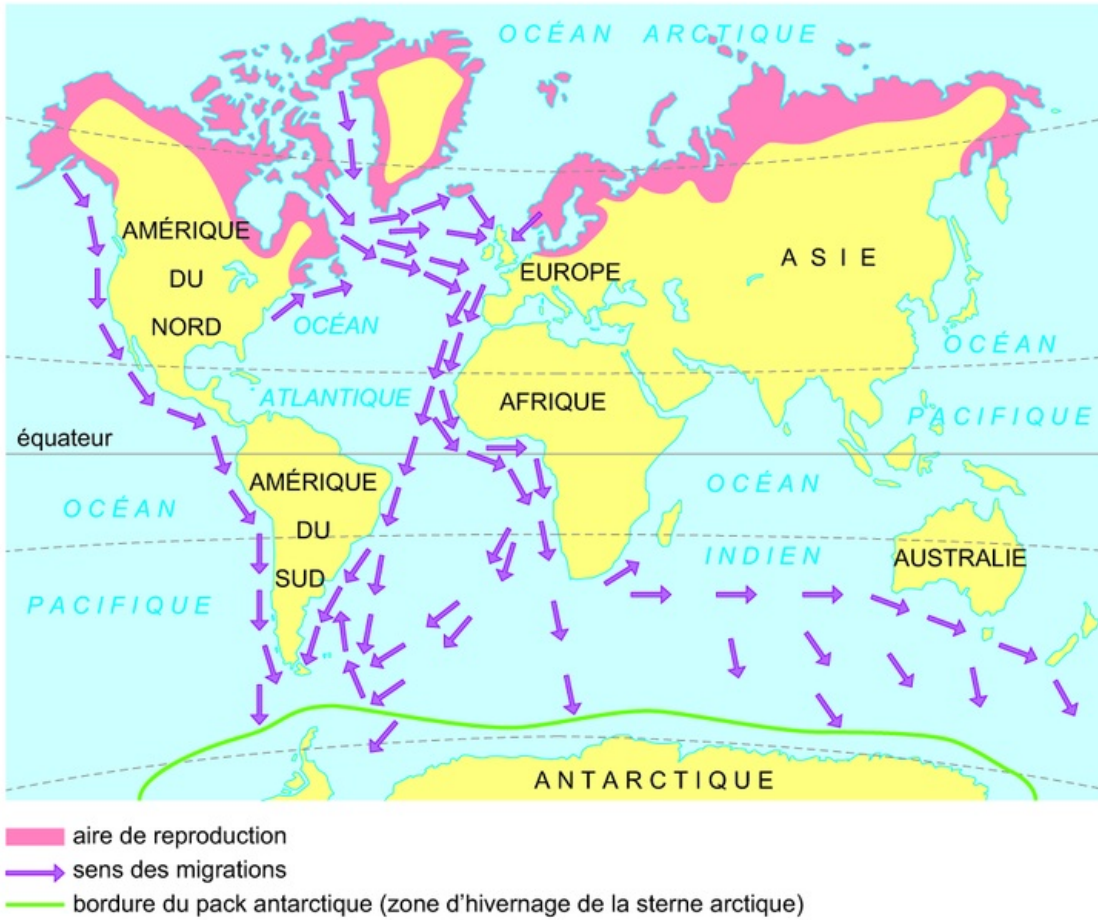 OCÉAN ARCTIQUE
AMÉRIQUE
DU
NORD
EUROPE
ASIE
OCÉAN
ATLANTIQUE
AFRIQUE
OCÉAN
PACIFIQUE
équateur
AMÉRIQUE
DU
SUD
OCÉAN
PACIFIQUE
OCÉAN
INDIEN
AUSTRALIE
ANTARCTIQUE
aire de reproduction
sens des migrations
bordure du pack antarctique (zone d'hivernage de la sterne arctique)